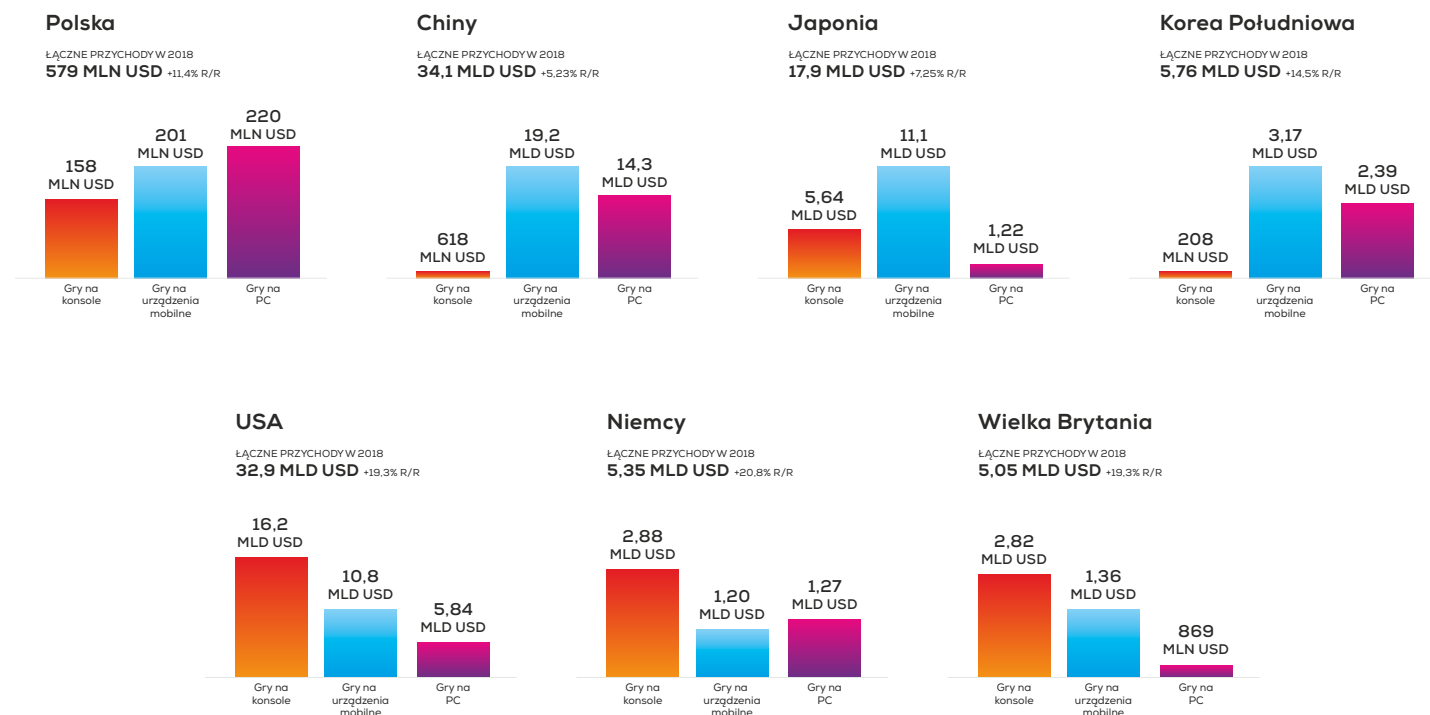 Polska
ŁĄCZNE PRZYCHODY W 2018
579 MLN USD +11,4% R/R
158
MLN USD
201
MLN USD
220
MLN USD
Gry na
konsole
Gry na
urządzenia
mobilne
Gry na
PC
Chiny
ŁĄCZNE PRZYCHODY W 2018
34,1 MLD USD +5,23% R/R
618
MLN USD
19,2
MLD USD
14,3
MLD USD
Gry na
konsole
Gry na
urządzenia
mobilne
Gry na
PC
Japonia
ŁĄCZNE PRZYCHODY W 2018
17,9 MLD USD +7,25% R/R
5,64
MLD USD
11,1
MLD USD
1,22
MLD USD
Gry na
konsole
Gry na
urządzenia
mobilne
Gry na
PC
Korea Południowa
ŁĄCZNE PRZYCHODY W 2018
5,76 MLD USD +14,5% R/R
208
MLN USD
3,17
MLD USD
2,39
MLD USD
Gry na
konsole
Gry na
urządzenia
mobilne
Gry na
PC
USA
ŁĄCZNE PRZYCHODY W 2018
32,9 MLD USD +19,3% R/R
16,2
MLD USD
10,8
MLD USD
5,84
MLD USD
Gry na
konsole
Gry na
urządzenia
mobilne
Gry na
PC
Niemcy
ŁĄCZNE PRZYCHODY W 2018
5,35 MLD USD +20,8% R/R
2,88
MLD USD
1,20
MLD USD
1,27
MLD USD
Gry na
konsole
Gry na
urządzenia
mobilne
Gry na
PC
Wielka Brytania
ŁĄCZNE PRZYCHODY W 2018
5,05 MLD USD +19,3% R/R
2,82
MLD USD
1,36
MLD USD
869
MLN USD
Gry na
konsole
Gry na
urządzenia
mobilne
Gry na
PC